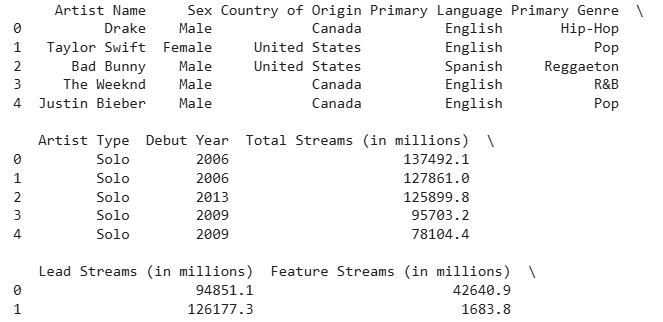 Artist Name Sex Country of Origin Primary Language Primary Genre \
0 Drake Male Canada English Hip-Hop
1 Taylor Swift Female United States English Pop
2 Bad Bunny Male United States Spanish Reggaeton
3 The Weeknd Male Canada English R&B
4 Justin Bieber Male Canada English Pop
Artist Type Debut Year Total Streams (in millions) \
0 Solo 2006 137492.1
1 Solo 2006 127861.0
2 Solo 2013 125899.8
3 Solo 2009 95703.2
4 Solo 2009 78104.4
Lead Streams (in millions) Feature Streams (in millions) \
0 94851.1 42640.9
1 126177.3 1683.8